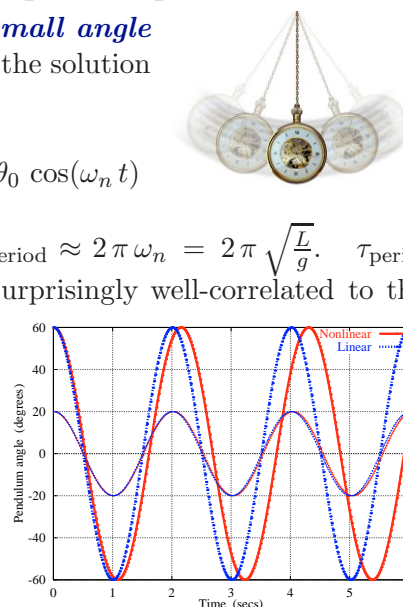 mall angle
the solution
θ₀ cos(ωₙ t)
eriod ≈ 2 π ωₙ = 2 π √(L/g). τperi
urprisingly well-correlated to th
60
40
20
0
-20
-40
-60
Pendulum angle (degrees)
Nonlinear
Linear
0 1 2 3 4 5
Time (secs)